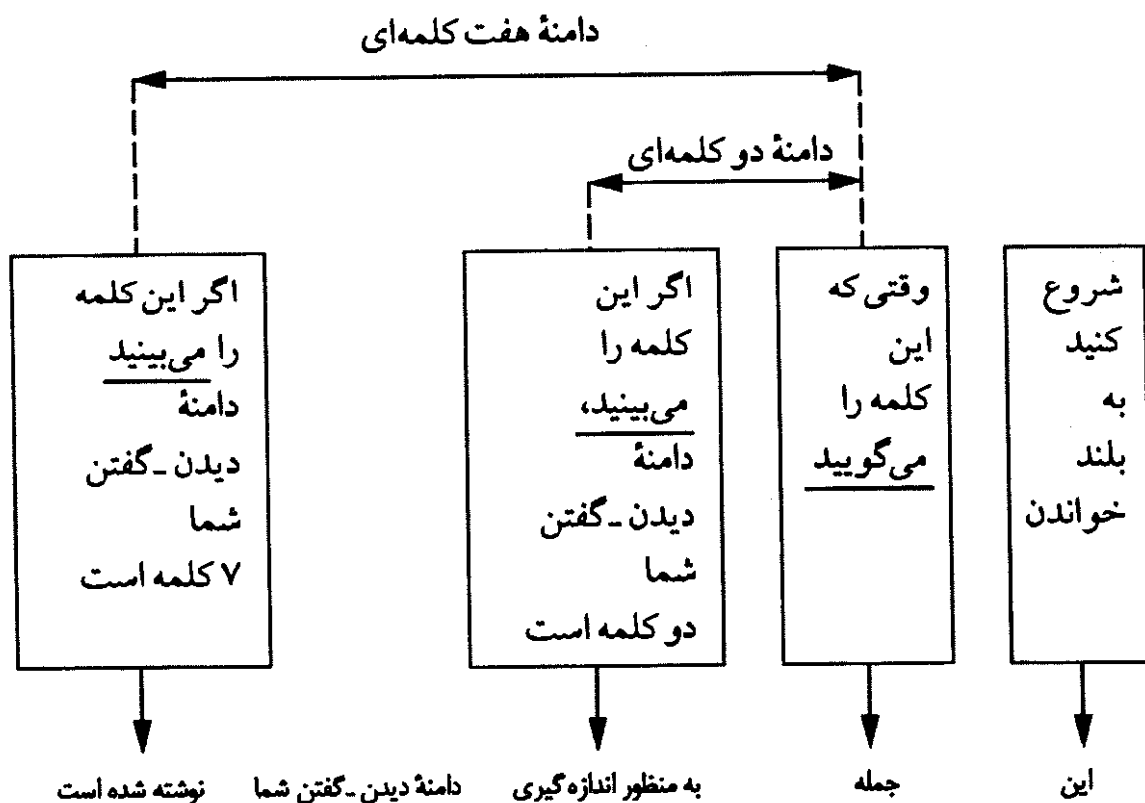 دامنهٔ هفت کلمه‌ای
دامنهٔ دو کلمه‌ای
شروع
کنید
به
بلند
خواندن
وقتی که
این
کلمه را
می‌گویید
اگر این
کلمه را
می‌بینید،
دامنهٔ
دیدن ـ گفتن
شما
دو کلمه است
اگر این کلمه
را می‌بینید
دامنهٔ
دیدن ـ گفتن
شما
۷ کلمه است
این جمله به منظور اندازه‌گیری دامنهٔ دیدن ـ گفتن شما نوشته شده است